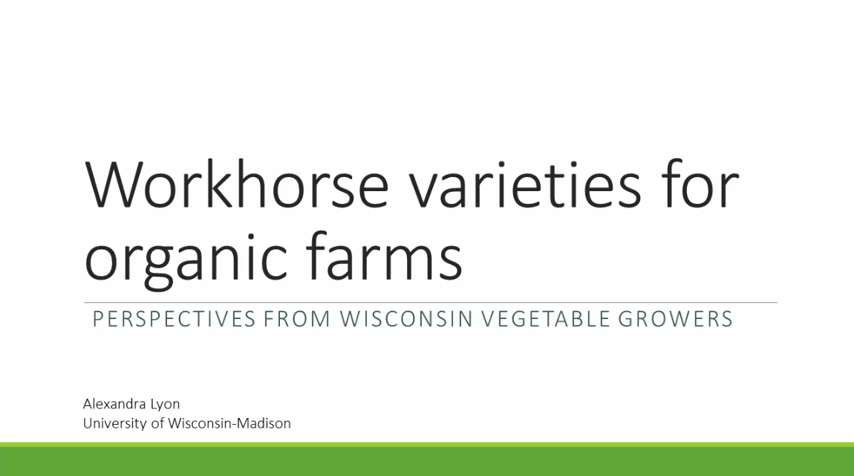 Workhorse varieties for
organic farms
PERSPECTIVES FROM WISCONSIN VEGETABLE GROWERS
Alexandra Lyon
University of Wisconsin-Madison